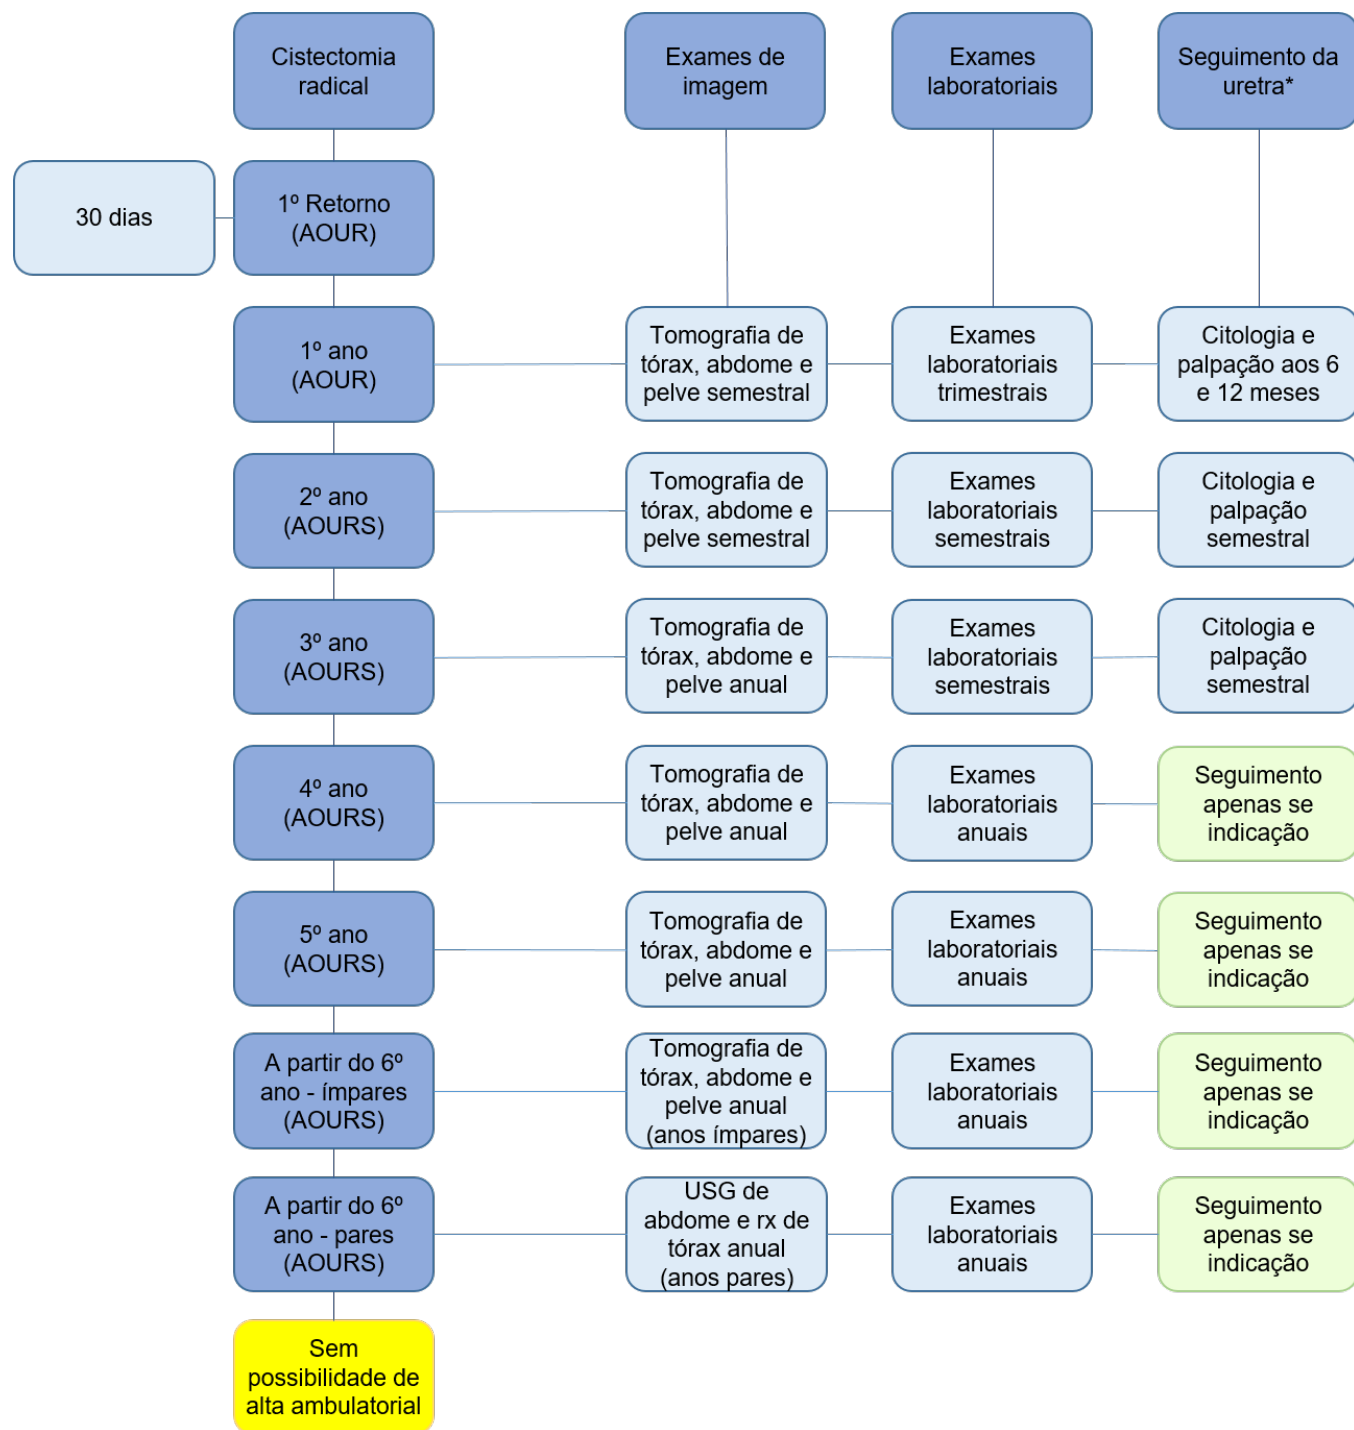 Cistectomia
radical
Exames de
imagem
Exames
laboratoriais
Seguimento da
uretra*
30 dias
1º Retorno
(AOUR)
1º ano
(AOUR)
Tomografia de
tórax, abdome e
pelve semestral
Exames
laboratoriais
trimestrais
Citologia e
palpação aos 6
e 12 meses
2º ano
(AOURS)
Tomografia de
tórax, abdome e
pelve semestral
Exames
laboratoriais
semestrais
Citologia e
palpação
semestral
3º ano
(AOURS)
Tomografia de
tórax, abdome e
pelve anual
Exames
laboratoriais
semestrais
Citologia e
palpação
semestral
4º ano
(AOURS)
Tomografia de
tórax, abdome e
pelve anual
Exames
laboratoriais
anuais
Seguimento
apenas se
indicação
5º ano
(AOURS)
Tomografia de
tórax, abdome e
pelve anual
Exames
laboratoriais
anuais
Seguimento
apenas se
indicação
A partir do 6º
ano - ímpares
(AOURS)
Tomografia de
tórax, abdome e
pelve anual
(anos ímpares)
Exames
laboratoriais
anuais
Seguimento
apenas se
indicação
A partir do 6º
ano - pares
(AOURS)
USG de
abdome e rx de
tórax anual
(anos pares)
Exames
laboratoriais
anuais
Seguimento
apenas se
indicação
Sem
possibilidade de
alta ambulatorial